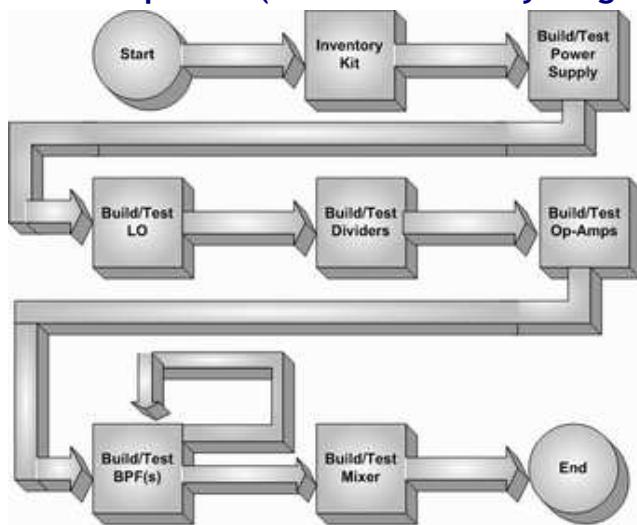 Start
Inventory
Kit
Build/Test
Power
Supply
Build/Test
LO
Build/Test
Dividers
Build/Test
Op-Amps
Build/Test
BPF(s)
Build/Test
Mixer
End